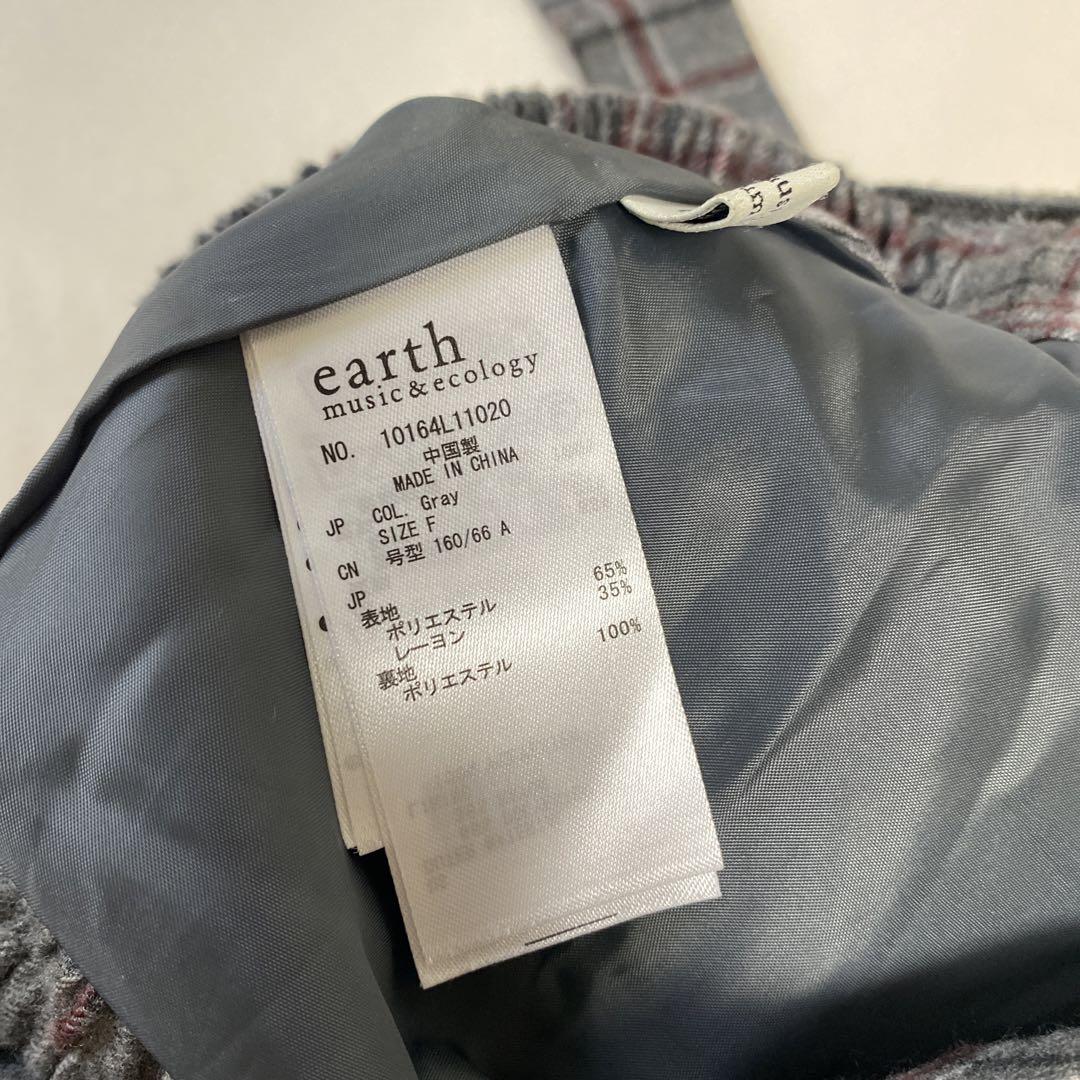 earth
music&ecology
NO. 10164L11020
中国製
MADE IN CHINA
JP COL. Gray
SIZE F
CN 号型 160/66 A
JP
表地
ポリエステル 65%
レーヨン 35%
裏地
ポリエステル 100%